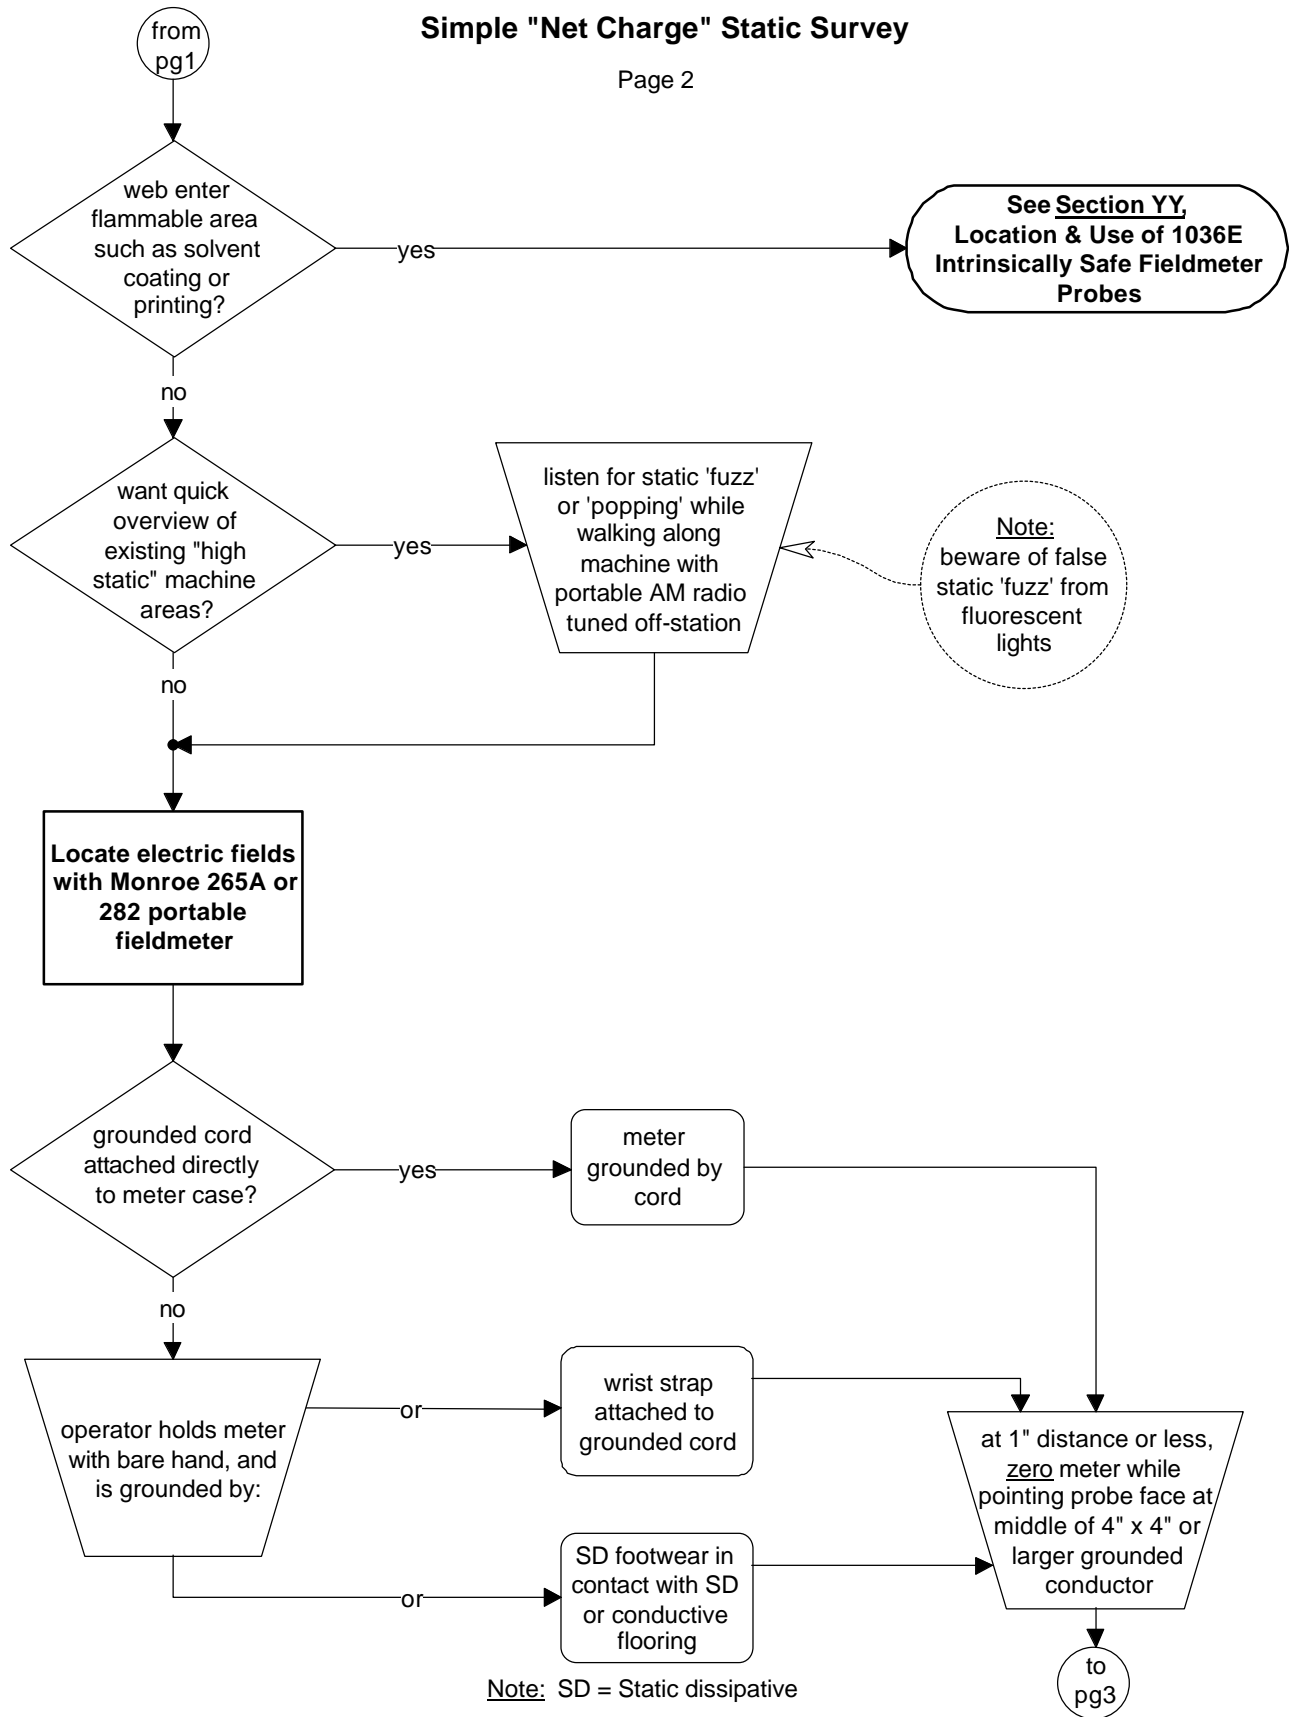 from
pg1
Simple "Net Charge" Static Survey
Page 2
web enter
flammable area
such as solvent
coating or
printing?
yes
See Section YY,
Location & Use of 1036E
Intrinsically Safe Fieldmeter
Probes
no
want quick
overview of
existing "high
static" machine
areas?
yes
listen for static 'fuzz'
or 'popping' while
walking along
machine with
portable AM radio
tuned off-station
Note:
beware of false
static 'fuzz' from
fluorescent
lights
no
Locate electric fields
with Monroe 265A or
282 portable
fieldmeter
grounded cord
attached directly
to meter case?
yes
meter
grounded by
cord
no
operator holds meter
with bare hand, and
is grounded by:
or
wrist strap
attached to
grounded cord
or
SD footwear in
contact with SD
or conductive
flooring
at 1" distance or less,
zero meter while
pointing probe face at
middle of 4" x 4" or
larger grounded
conductor
to
pg3
Note: SD = Static dissipative